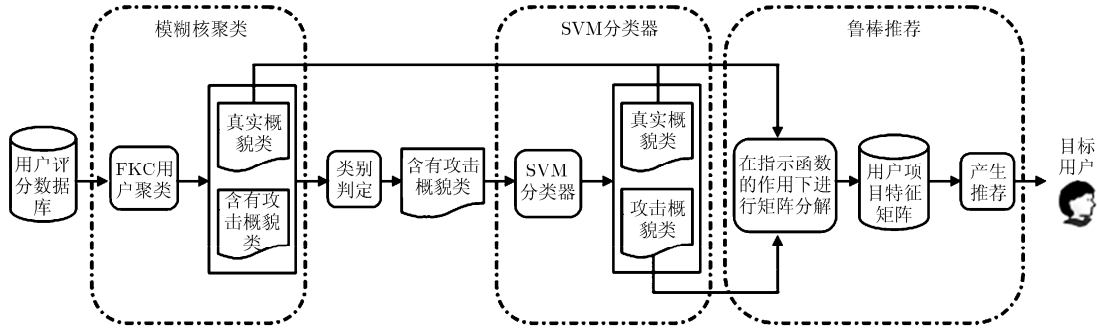 模糊核聚类
SVM分类器
鲁棒推荐
用户评
分数据
库
FKC用
户聚类
真实概
貌类
含有攻
击概貌
类
类别
判定
含有攻击
概貌类
SVM
分类器
真实概
貌类
攻击概
貌类
在指示函数
的作用下进
行矩阵分解
用户项
目特征
矩阵
产生
推荐
目标
用户